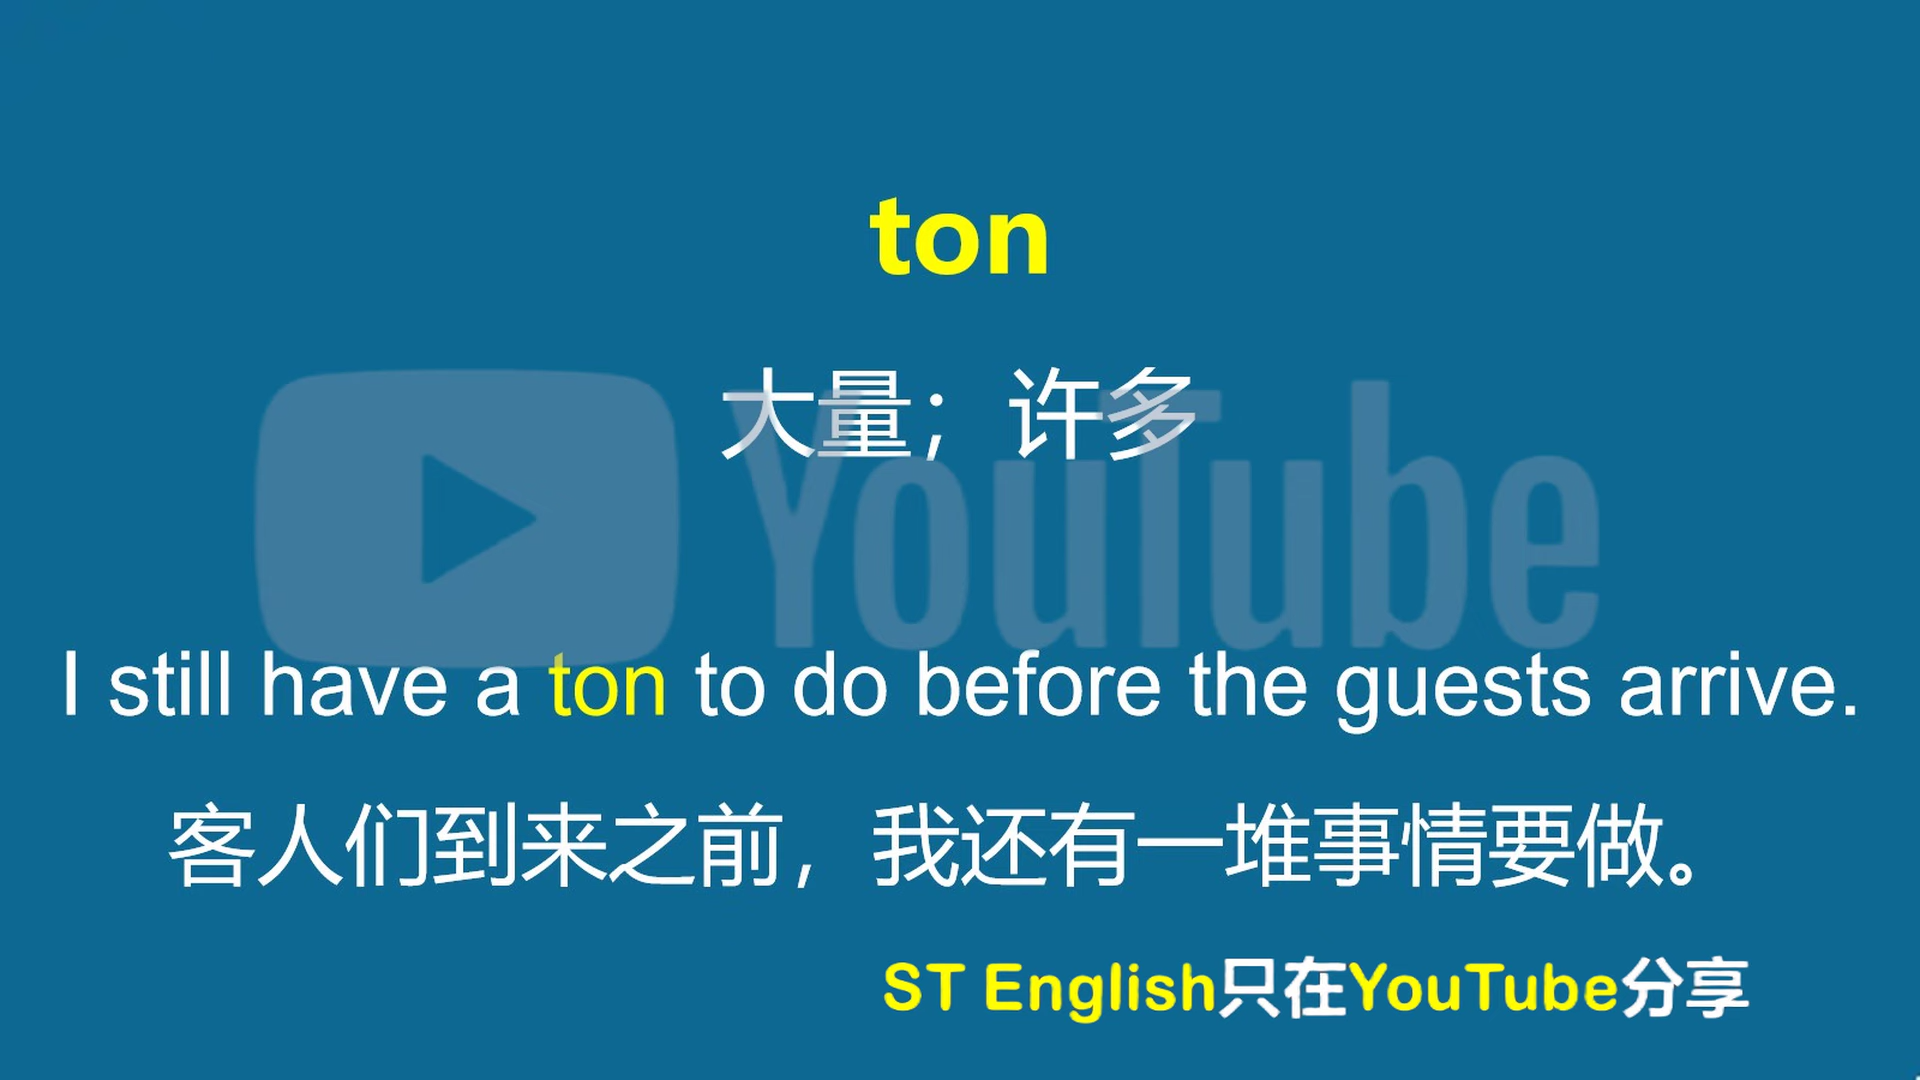 ton
大量；许多
YouTube
I still have a ton to do before the guests arrive.
客人们到来之前，我还有一堆事情要做。
ST English只在YouTube分享